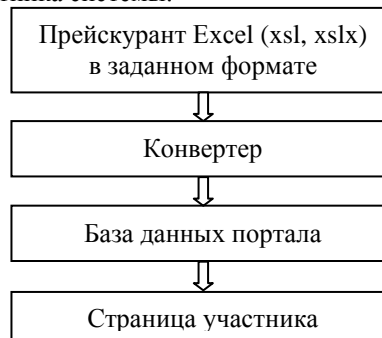 Прейскурант Excel (xsl, xslx)
в заданном формате
Конвертер
База данных портала
Страница участника